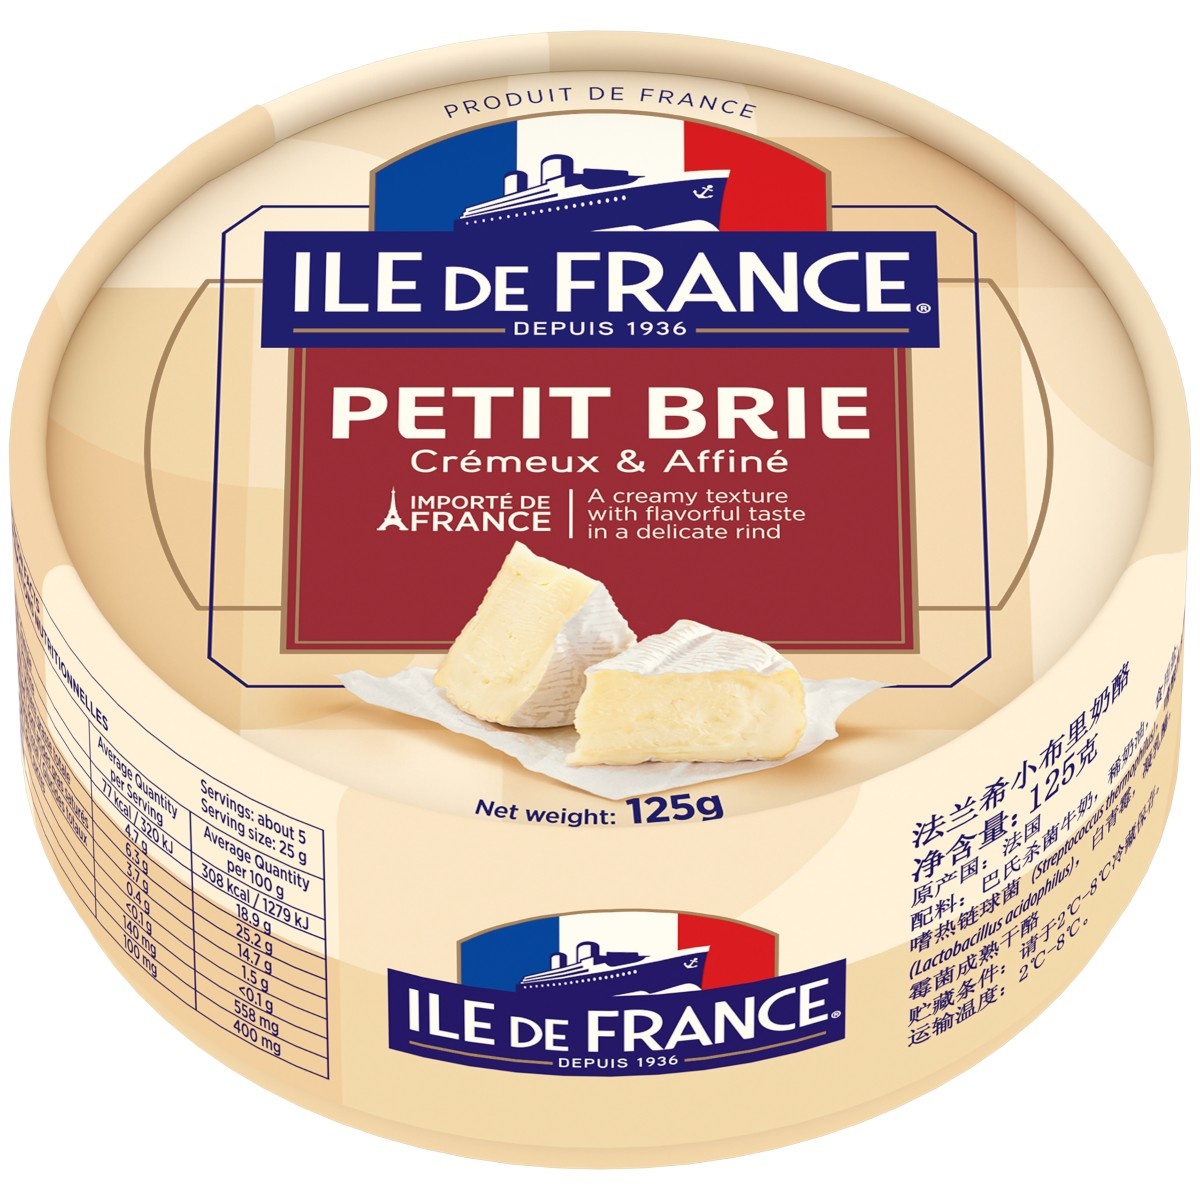 PRODUIT DE FRANCE
ILE DE FRANCE®
DEPUIS 1936
PETIT BRIE
Crémeux & Affiné
IMPORTÉ DE
FRANCE
A creamy texture
with flavorful taste
in a delicate rind
Net weight: 125g
ILE DE FRANCE®
DEPUIS 1936
NUTRITIONNELLES
Servings: about 5
Serving size: 25 g
Average Quantity
per Serving
Average Quantity
per 100 g
77 kcal / 320 kJ
308 kcal / 1279 kJ
4.7 g
18.9 g
6.3 g
25.2 g
3.7 g
14.7 g
0.4 g
1.5 g
<0.1 g
<0.1 g
140 mg
558 mg
100 mg
400 mg
法兰希小布里奶酪
净含量：125克
原产国：法国
配料：巴氏杀菌牛奶，稀奶油，
嗜热链球菌 (Streptococcus thermophilus)
(Lactobacillus acidophilus)，白青霉，
霉菌成熟干酪
贮藏条件：请于2℃-8℃冷藏保存。
运输温度：2℃-8℃。